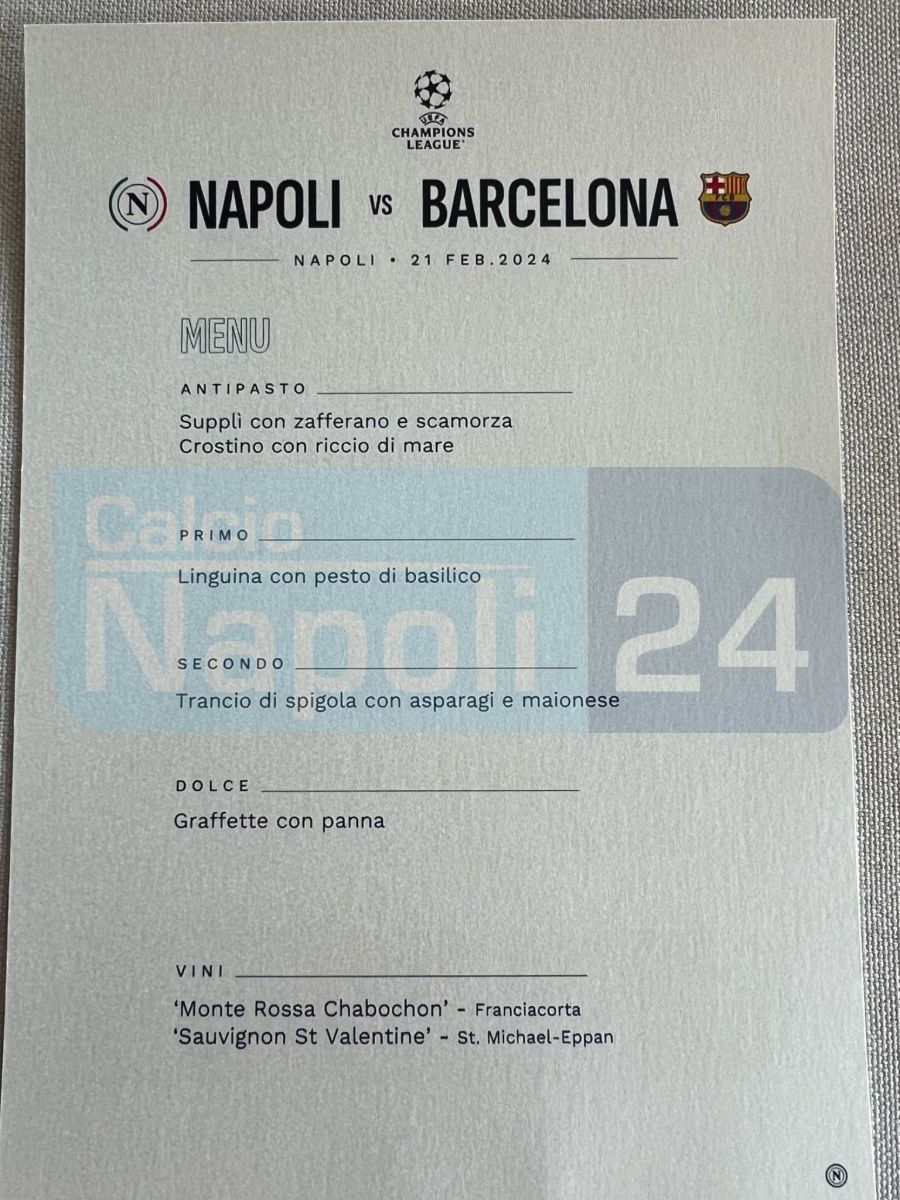 UEFA
CHAMPIONS
LEAGUE
N NAPOLI VS BARCELONA FCB
NAPOLI • 21 FEB.2024
MENU
ANTIPASTO
Supplì con zafferano e scamorza
Crostino con riccio di mare
Calcio
Napoli 24
PRIMO
Linguina con pesto di basilico
SECONDO
Trancio di spigola con asparagi e maionese
DOLCE
Graffette con panna
VINI
‘Monte Rossa Chabochon’ - Franciacorta
‘Sauvignon St Valentine’ - St. Michael-Eppan
N